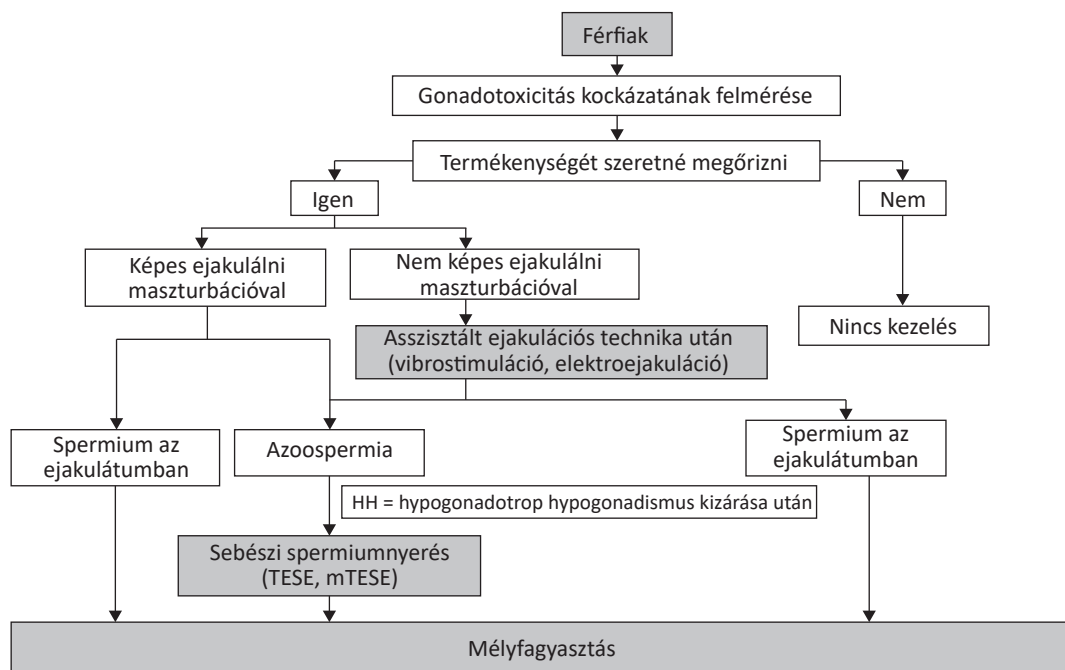 Férfiak
Gonadotoxicitás kockázatának felmérése
Termékenységét szeretné megőrizni
Igen
Nem
Képes ejakulálni
maszturbációval
Nem képes ejakulálni
maszturbációval
Nincs kezelés
Asszisztált ejakulációs technika után
(vibrostimuláció, elektroejakuláció)
Spermium az
ejakulátumban
Azoospermia
Spermium az
ejakulátumban
HH = hypogonadotrop hypogonadismus kizárása után
Sebészi spermiumnyerés
(TESE, mTESE)
Mélyfagyasztás